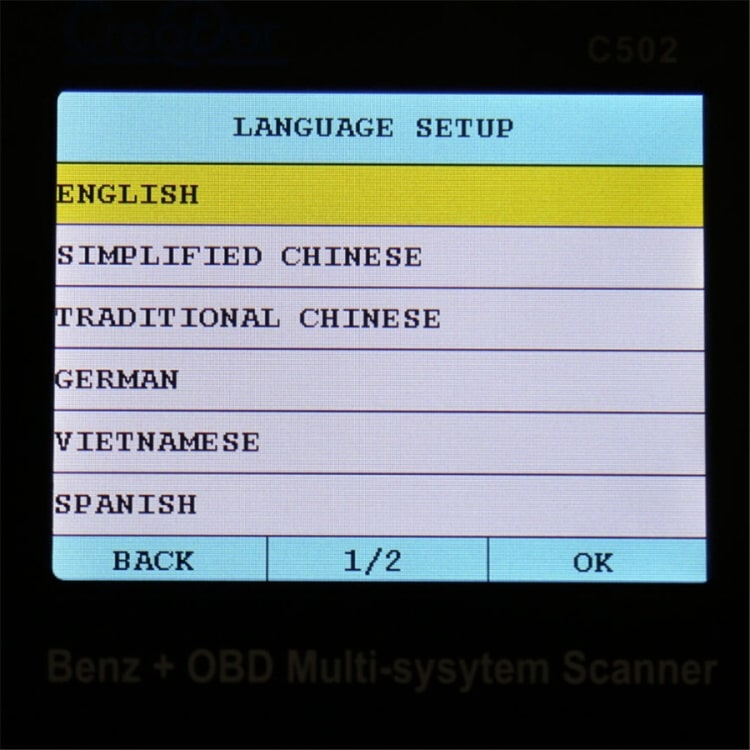 Creator
C502
LANGUAGE SETUP
ENGLISH
SIMPLIFIED CHINESE
TRADITIONAL CHINESE
GERMAN
VIETNAMESE
SPANISH
BACK 1/2 OK
Benz + OBD Multi-sysytem Scanner